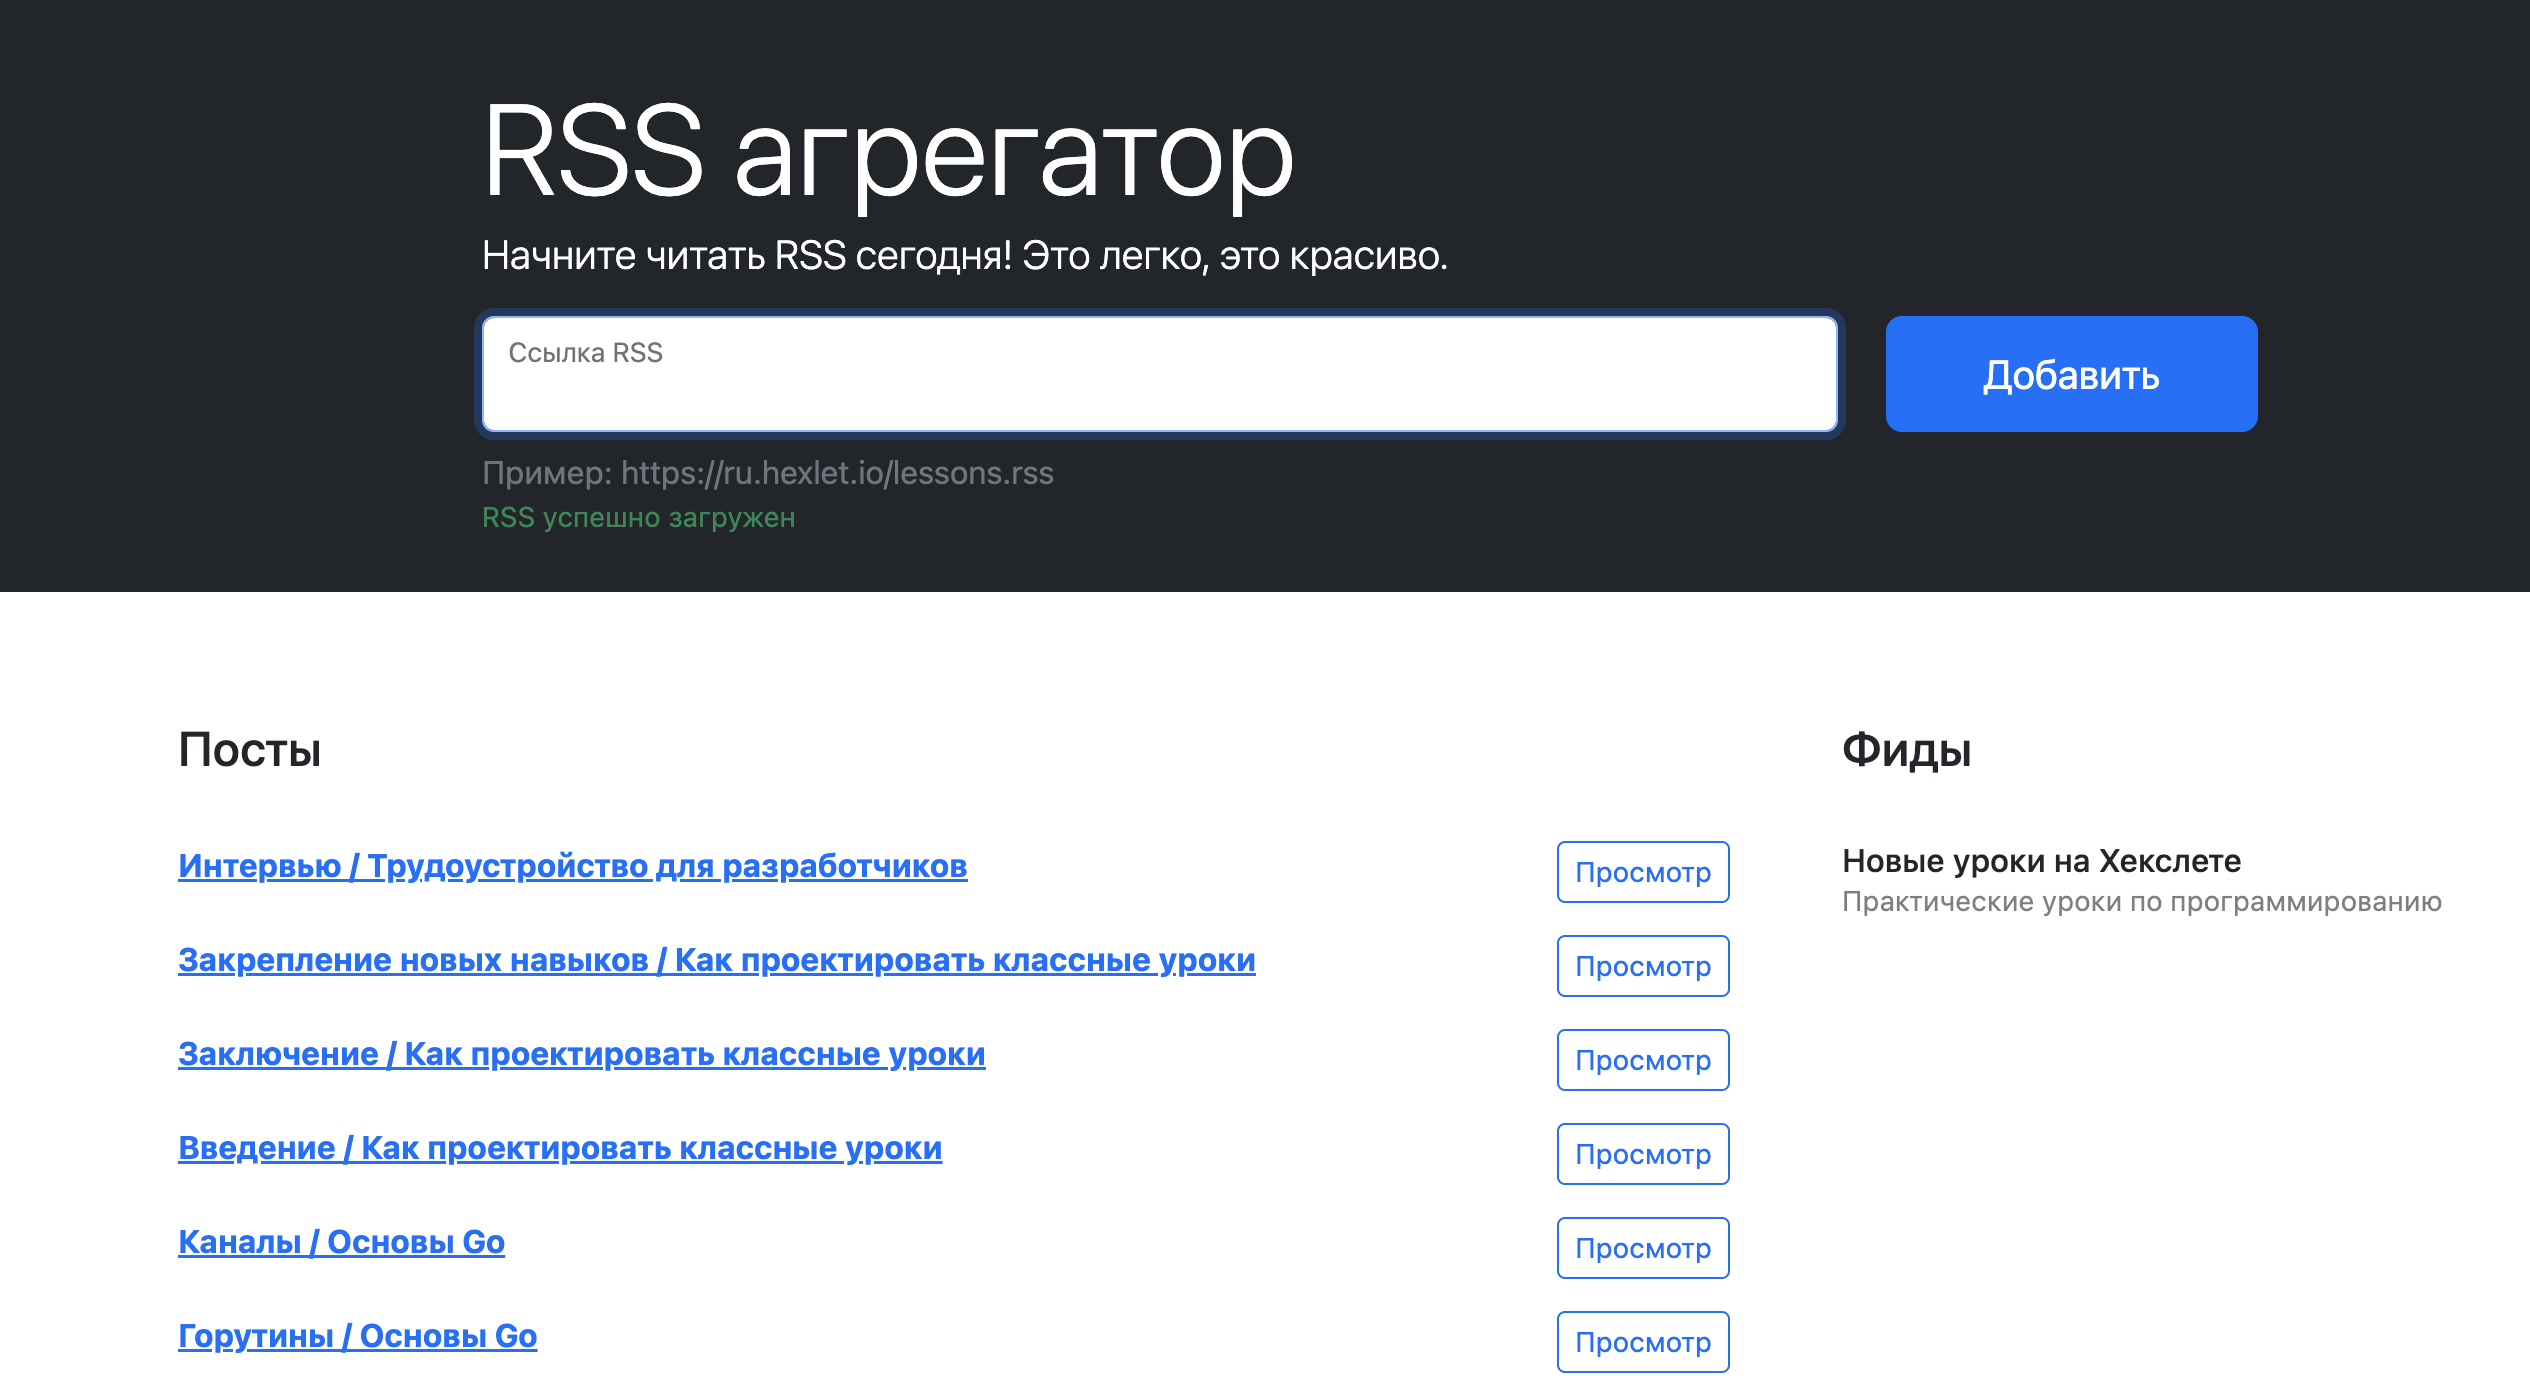 RSS агрегатор
Начните читать RSS сегодня! Это легко, это красиво.
Ссылка RSS
Добавить
Пример: https://ru.hexlet.io/lessons.rss
RSS успешно загружен
Посты
Интервью / Трудоустройство для разработчиков
Просмотр
Закрепление новых навыков / Как проектировать классные уроки
Просмотр
Заключение / Как проектировать классные уроки
Просмотр
Введение / Как проектировать классные уроки
Просмотр
Каналы / Основы Go
Просмотр
Горутины / Основы Go
Просмотр
Фиды
Новые уроки на Хекслете
Практические уроки по программированию